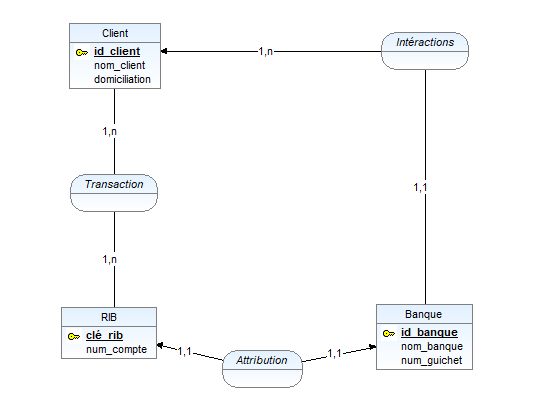 Client
id_client
nom_client
domiciliation
1,n
Intéractions
1,n
Transaction
1,1
1,n
RIB
clé_rib
num_compte
Banque
id_banque
nom_banque
num_guichet
1,1
Attribution
1,1